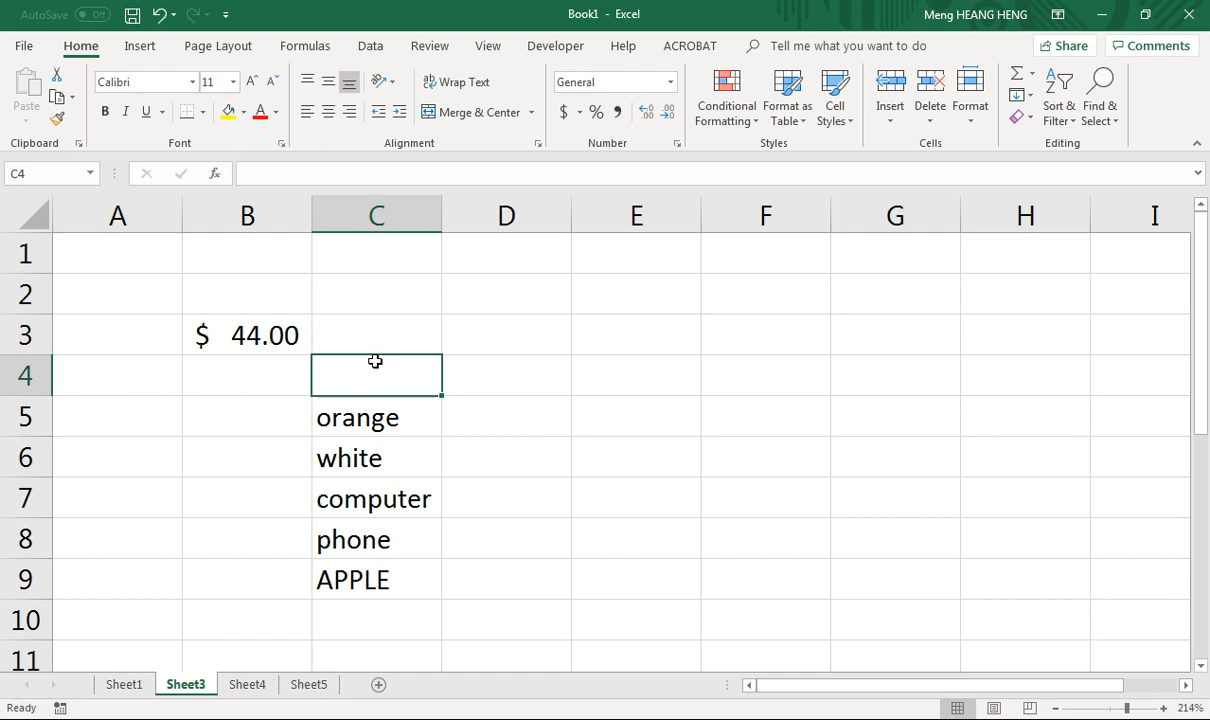 AutoSave Off Book1 - Excel Meng HEANG HENG
File Home Insert Page Layout Formulas Data Review View Developer Help ACROBAT Tell me what you want to do Share Comments
Paste Calibri 11 A A Wrap Text General Conditional Formatting Format as Table Cell Styles Insert Delete Format Sort & Filter Find & Select
B I U A Merge & Center $ % ,
Clipboard Font Alignment Number Styles Cells Editing
C4 fx
A B C D E F G H I
1
2
3 $ 44.00
4
5 orange
6 white
7 computer
8 phone
9 APPLE
10
11
Sheet1 Sheet3 Sheet4 Sheet5
Ready 214%